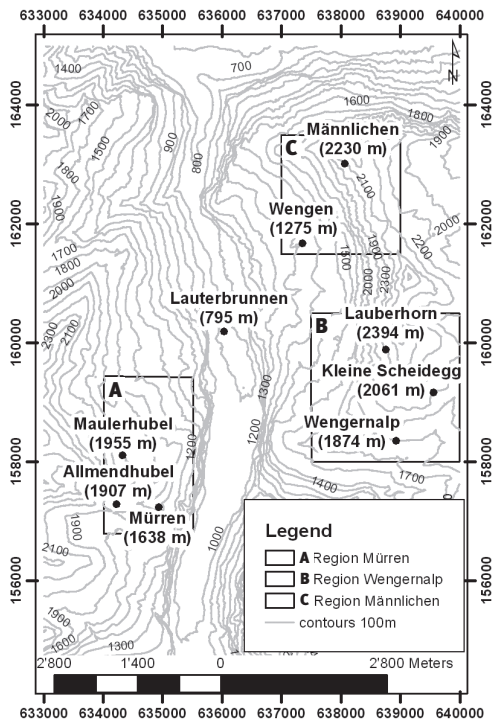 633000 634000 635000 636000 637000 638000 639000 640000
N
1400
700
164000
164000
2000
1700
1600
1800
1500
900
800
1900
C
Männlichen
(2230 m)
1800
2100
1900
Wengen
(1275 m)
162000
162000
2000
2200
1700
1800
1500
1900
2000
2000
2300
Lauterbrunnen
(795 m)
Lauberhorn
(2394 m)
B
160000
160000
2300
2100
Kleine Scheidegg
(2061 m)
1300
A
Maulerhubel
(1955 m)
Wengernalp
(1874 m)
1200
1200
158000
158000
Allmendhubel
(1907 m)
1700
1400
Mürren
(1638 m)
1900
1000
2100
Legend
A Region Mürren
B Region Wengernalp
C Region Männlichen
contours 100m
156000
156000
1900
1600
1300
2'800 1'400 0 2'800 Meters
633000 634000 635000 636000 637000 638000 639000 640000